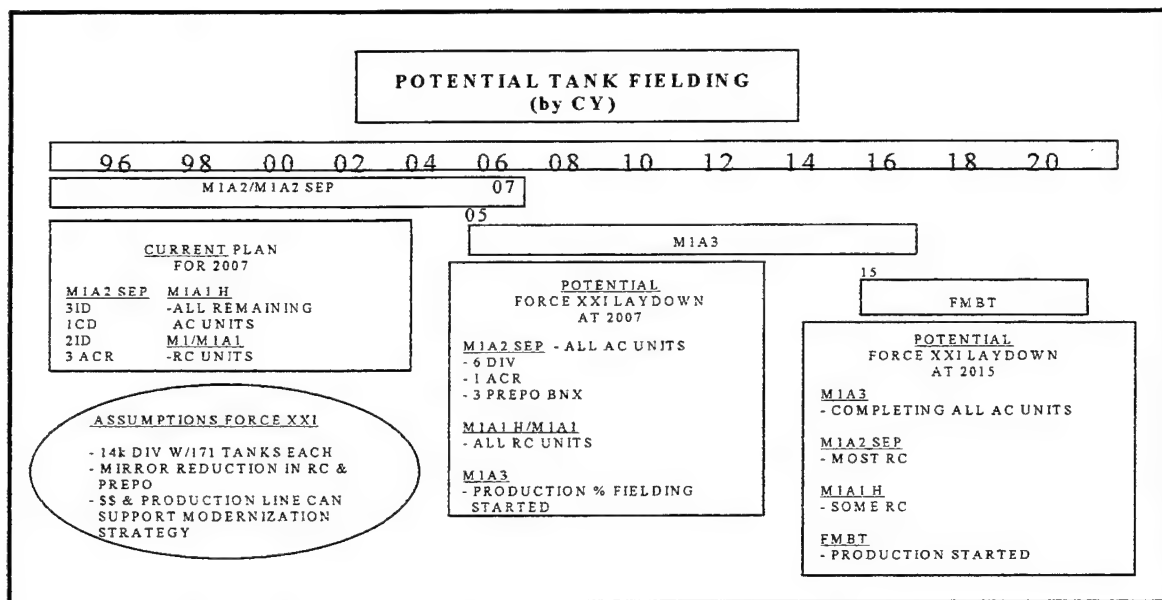 POTENTIAL TANK FIELDING
(by CY)
96 98 00 02 04 06 08 10 12 14 16 18 20
M1A2/M1A2 SEP 07
05
M1A3
15
FMBT
CURRENT PLAN
FOR 2007
M1A2 SEP M1A1 H
3ID -ALL REMAINING
1CD AC UNITS
2ID M1/M1A1
3 ACR -RC UNITS
ASSUMPTIONS FORCE XXI
- 14k DIV W/171 TANKS EACH
- MIRROR REDUCTION IN RC &
PREPO
- $$ & PRODUCTION LINE CAN
SUPPORT MODERNIZATION
STRATEGY
POTENTIAL
FORCE XXI LAYDOWN
AT 2007
M1A2 SEP - ALL AC UNITS
- 6 DIV
- 1 ACR
- 3 PREPO BNX
M1A1 H/M1A1
- ALL RC UNITS
M1A3
- PRODUCTION % FIELDING
STARTED
POTENTIAL
FORCE XXI LAYDOWN
AT 2015
M1A3
- COMPLETING ALL AC UNITS
M1A2 SEP
- MOST RC
M1A1 H
- SOME RC
FMBT
- PRODUCTION STARTED